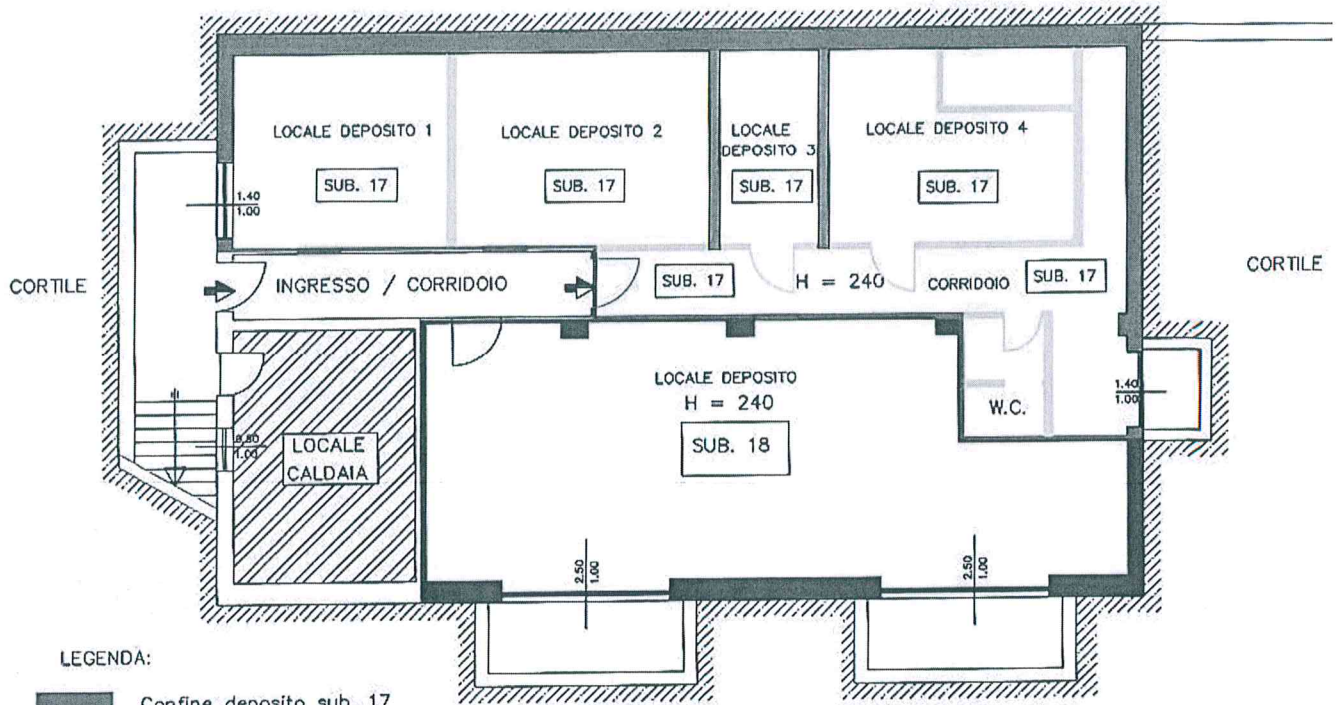 LOCALE DEPOSITO 1
SUB. 17
LOCALE DEPOSITO 2
SUB. 17
LOCALE
DEPOSITO 3
SUB. 17
LOCALE DEPOSITO 4
SUB. 17
1.40
1.00
CORTILE
INGRESSO / CORRIDOIO
SUB. 17
H = 240
CORRIDOIO
SUB. 17
CORTILE
LOCALE DEPOSITO
H = 240
SUB. 18
W.C.
1.40
1.00
0.80
1.00
LOCALE
CALDAIA
2.50
1.00
2.50
1.00
LEGENDA:
Confine deposito sub. 17